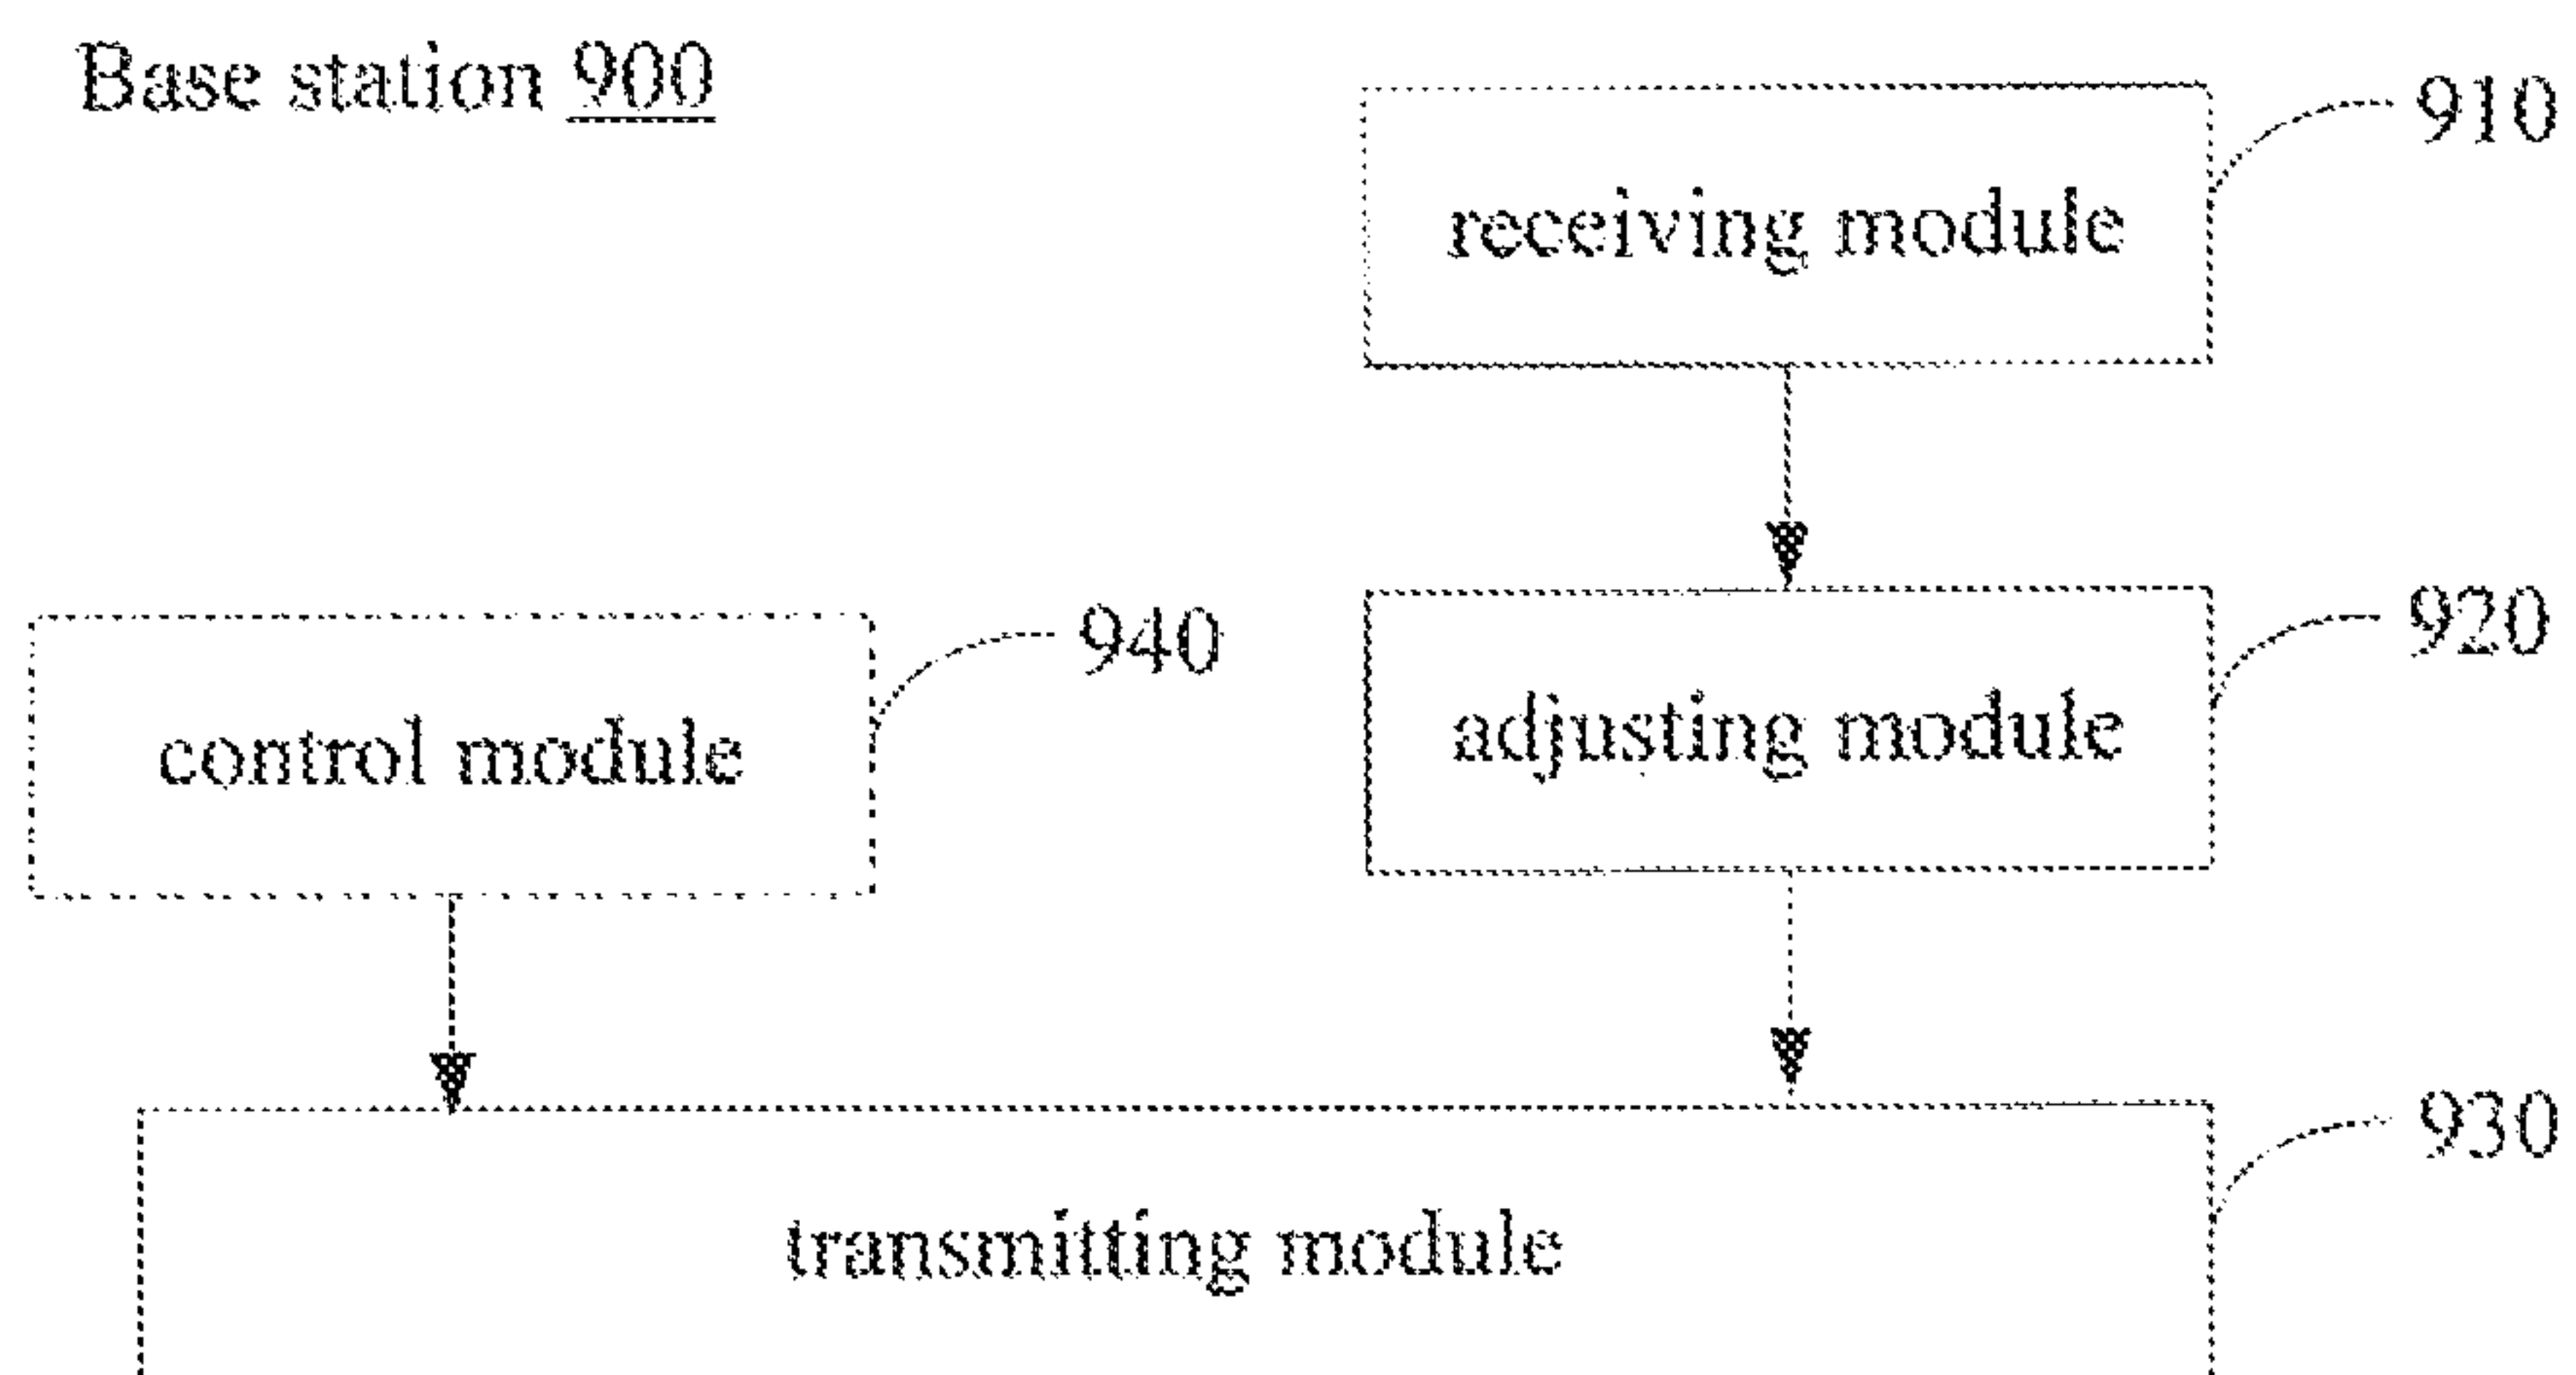 Base station 900
910
receiving module
920
940
adjusting module
control module
930
transmitting module